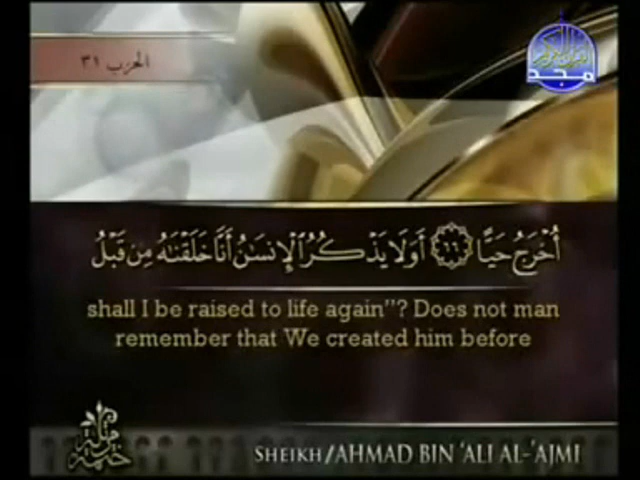 الحزب ٣١
مجد
أُخْرَجُ حَيًّا ٦٦ أَوَلَا يَذْكُرُ ٱلْإِنسَٰنُ أَنَّا خَلَقْنَٰهُ مِن قَبْلُ
shall I be raised to life again"? Does not man
remember that We created him before
SHEIKH/AHMAD BIN 'ALI AL-'AJMI